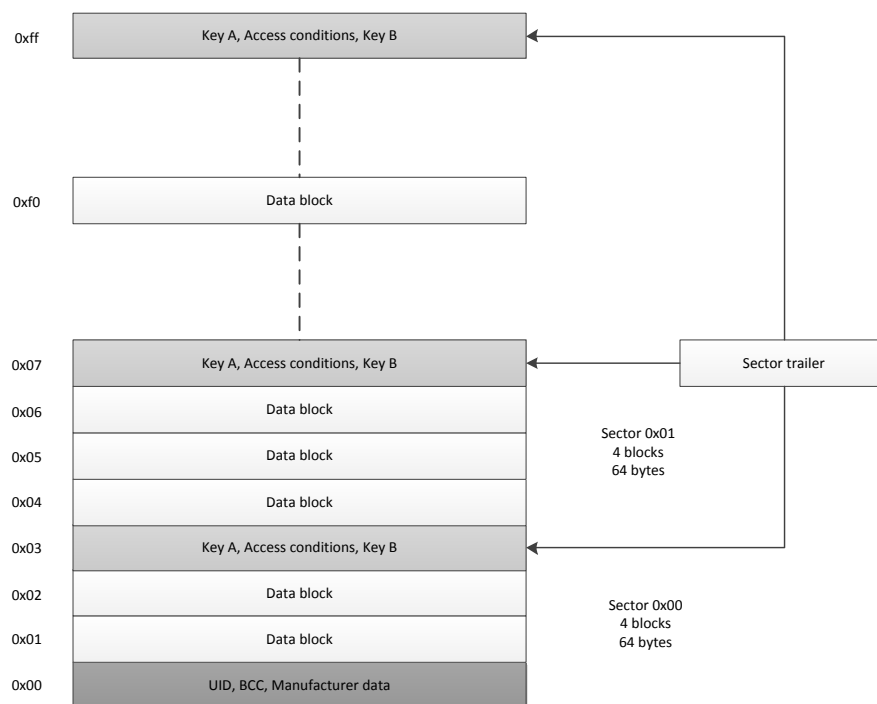 0xff
Key A, Access conditions, Key B
0xf0
Data block
0x07
Key A, Access conditions, Key B
Sector trailer
0x06
Data block
Sector 0x01
4 blocks
64 bytes
0x05
Data block
0x04
Data block
0x03
Key A, Access conditions, Key B
0x02
Data block
Sector 0x00
4 blocks
64 bytes
0x01
Data block
0x00
UID, BCC, Manufacturer data